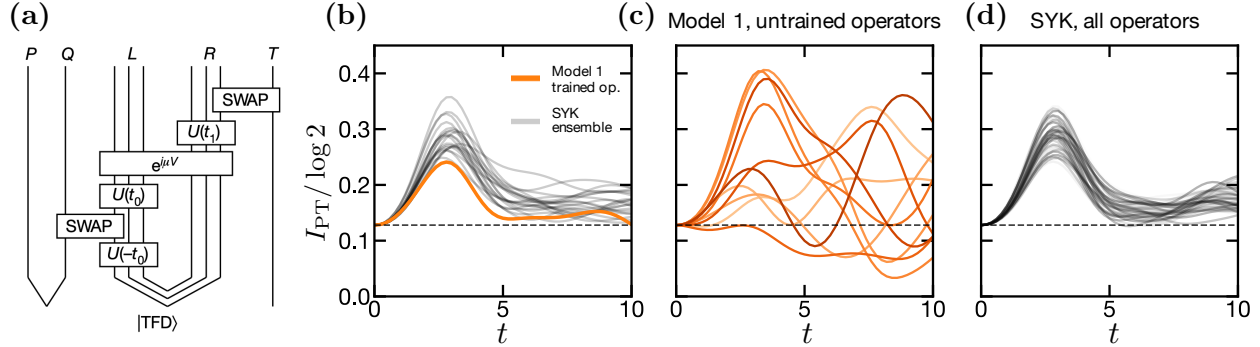 (a)
P Q L R T
SWAP
U(t₁)
e^{iμV}
U(t₀)
SWAP
U(−t₀)
|TFD⟩
(b)
I_PT / log 2
0.4
0.3
0.2
0.1
0.0
Model 1
trained op.
SYK
ensemble
0 5 10
t
(c) Model 1, untrained operators
0 5 10
t
(d) SYK, all operators
0 5 10
t